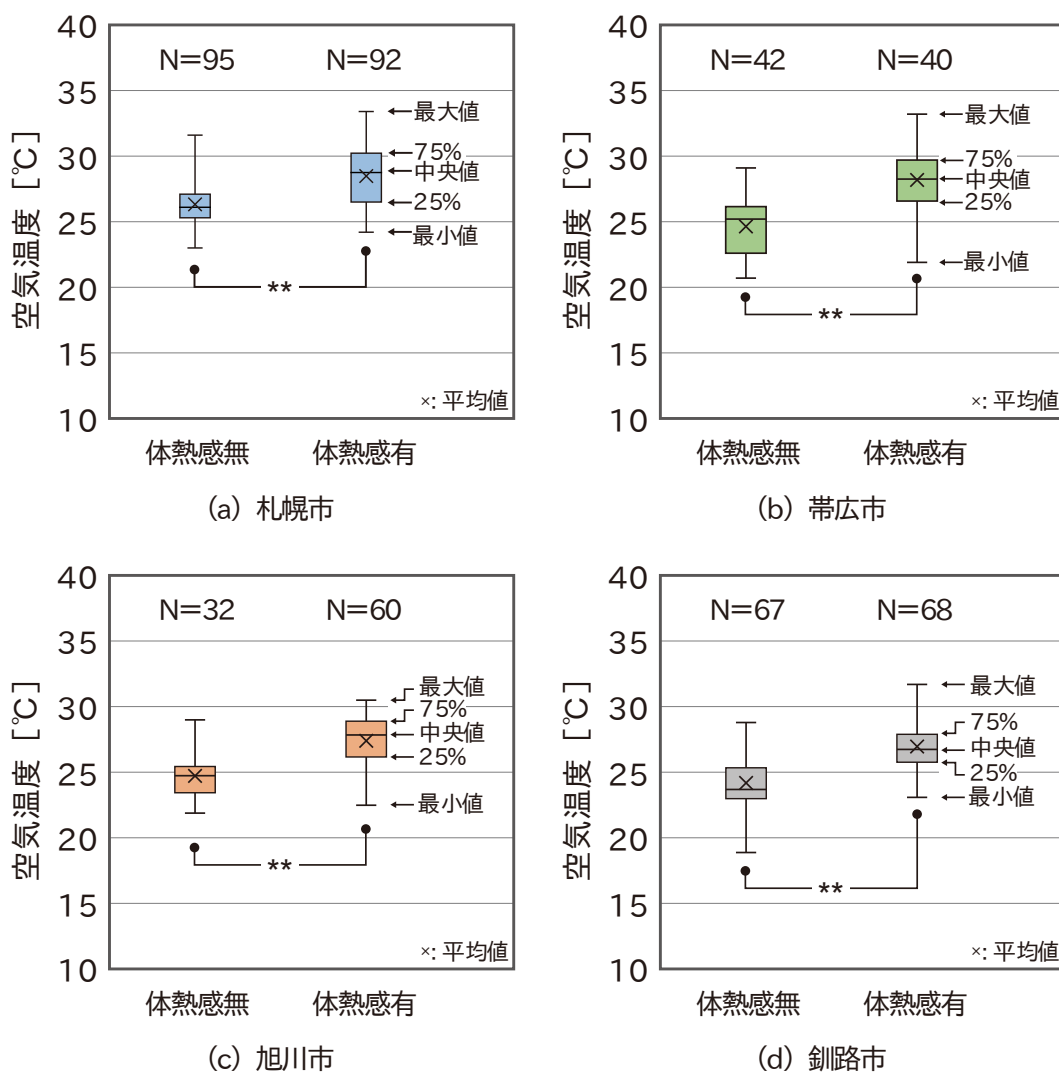 40
35
30
25
20
15
10
空気温度 [℃]
N=95
N=92
最大値
75%
中央値
25%
最小値
**
×: 平均値
体熱感無
体熱感有
(a) 札幌市
40
35
30
25
20
15
10
空気温度 [℃]
N=42
N=40
最大値
75%
中央値
25%
最小値
**
×: 平均値
体熱感無
体熱感有
(b) 帯広市
40
35
30
25
20
15
10
空気温度 [℃]
N=32
N=60
最大値
75%
中央値
25%
最小値
**
×: 平均値
体熱感無
体熱感有
(c) 旭川市
40
35
30
25
20
15
10
空気温度 [℃]
N=67
N=68
最大値
75%
中央値
25%
最小値
**
×: 平均値
体熱感無
体熱感有
(d) 釧路市